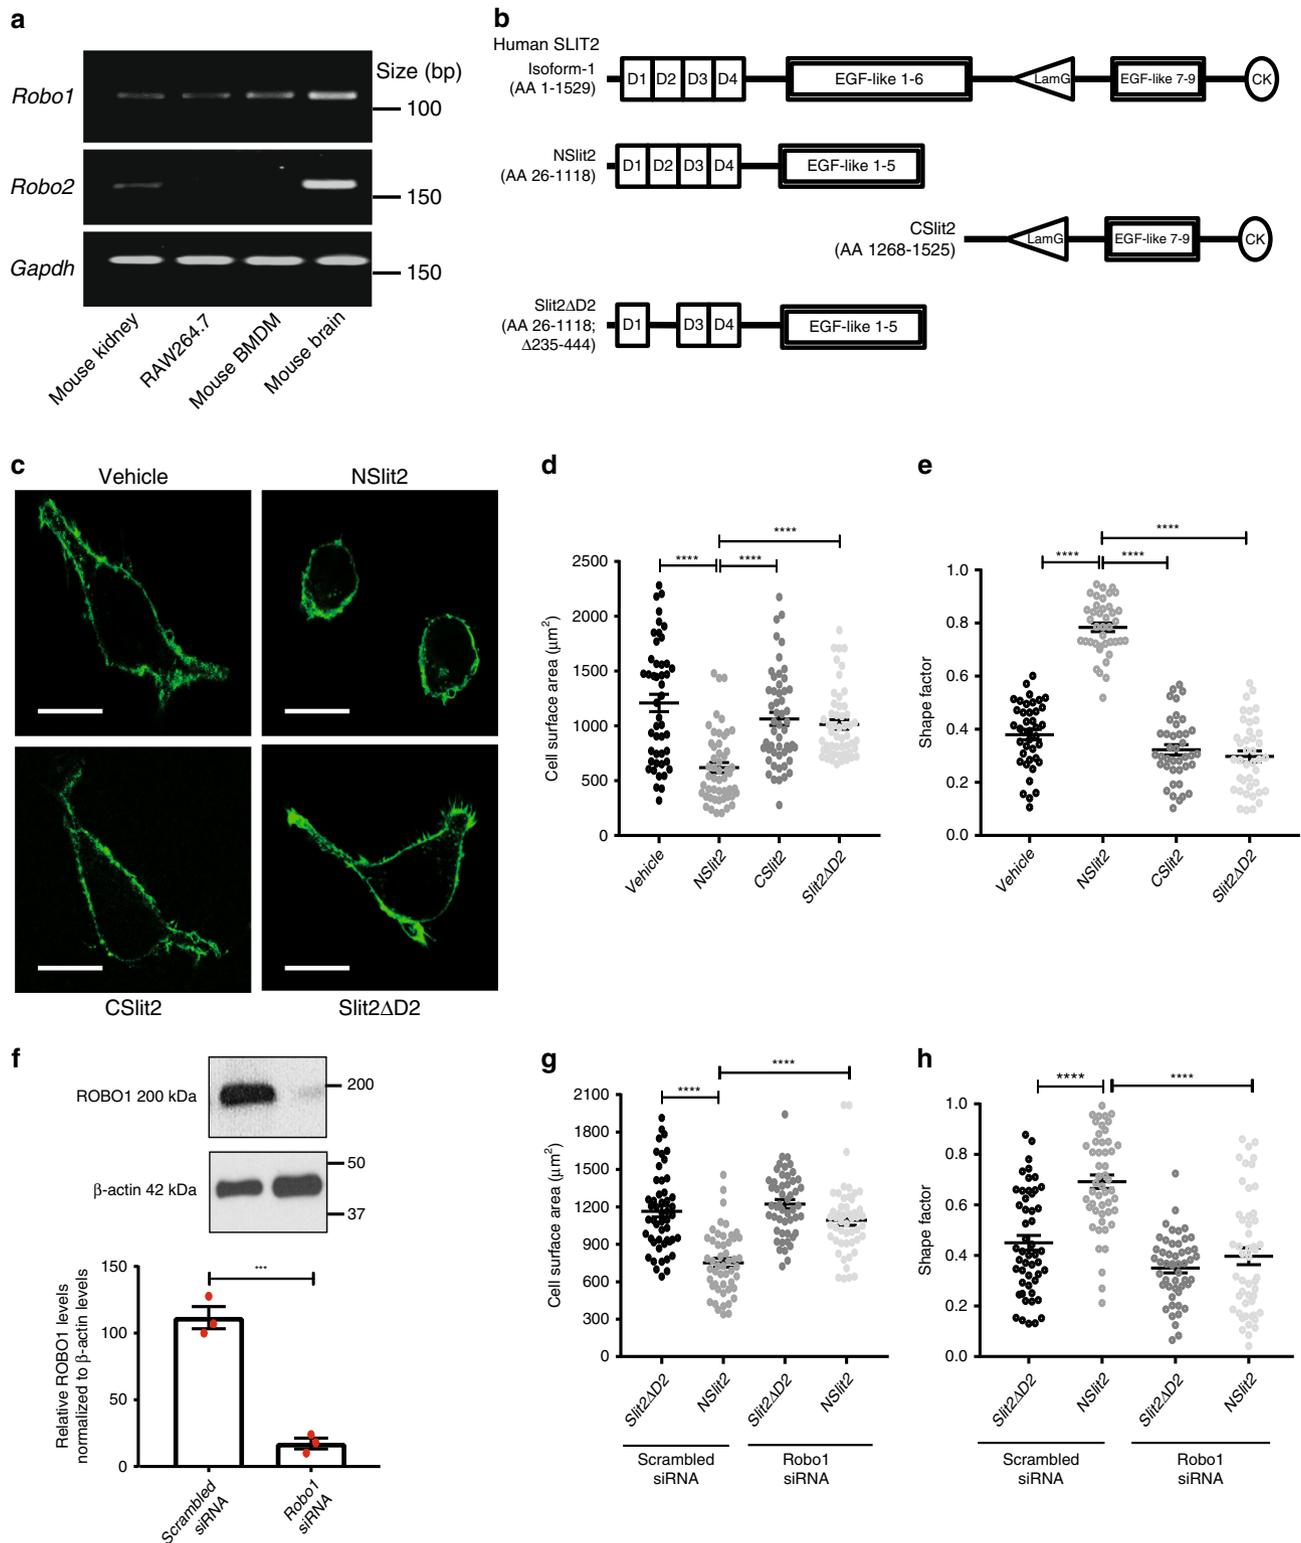 a
Robo1
Robo2
Gapdh
Size (bp)
100
150
150
Mouse kidney
RAW264.7
Mouse BMDM
Mouse brain
b
Human SLIT2
Isoform-1
(AA 1-1529)
D1 D2 D3 D4 EGF-like 1-6 LamG EGF-like 7-9 CK
NSlit2
(AA 26-1118)
D1 D2 D3 D4 EGF-like 1-5
CSlit2
(AA 1268-1525)
LamG EGF-like 7-9 CK
Slit2ΔD2
(AA 26-1118;
Δ235-444)
D1 D3 D4 EGF-like 1-5
c
Vehicle
NSlit2
CSlit2
Slit2ΔD2
d
Cell surface area (μm²)
2500
2000
1500
1000
500
0
****
****
****
Vehicle
NSlit2
CSlit2
Slit2ΔD2
e
Shape factor
1.0
0.8
0.6
0.4
0.2
0.0
****
****
****
Vehicle
NSlit2
CSlit2
Slit2ΔD2
f
ROBO1 200 kDa
200
β-actin 42 kDa
50
37
Relative ROBO1 levels
normalized to β-actin levels
150
100
50
0
***
Scrambled
siRNA
Robo1
siRNA
g
Cell surface area (μm²)
2100
1800
1500
1200
900
600
300
0
****
****
Slit2ΔD2
NSlit2
Slit2ΔD2
NSlit2
Scrambled
siRNA
Robo1
siRNA
h
Shape factor
1.0
0.8
0.6
0.4
0.2
0.0
****
****
Slit2ΔD2
NSlit2
Slit2ΔD2
NSlit2
Scrambled
siRNA
Robo1
siRNA